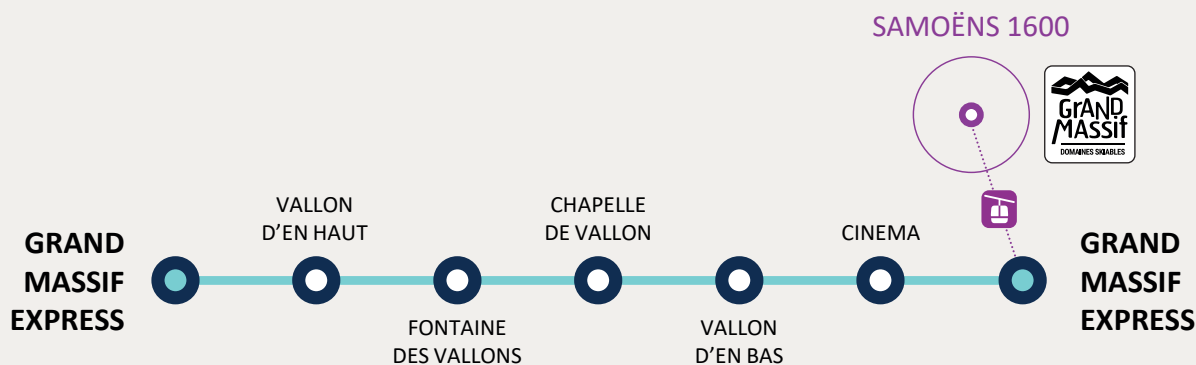 SAMOËNS 1600
GRAND
MASSIF
DOMAINES SKIABLES
GRAND
MASSIF
EXPRESS
VALLON
D'EN HAUT
FONTAINE
DES VALLONS
CHAPELLE
DE VALLON
VALLON
D'EN BAS
CINEMA
GRAND
MASSIF
EXPRESS